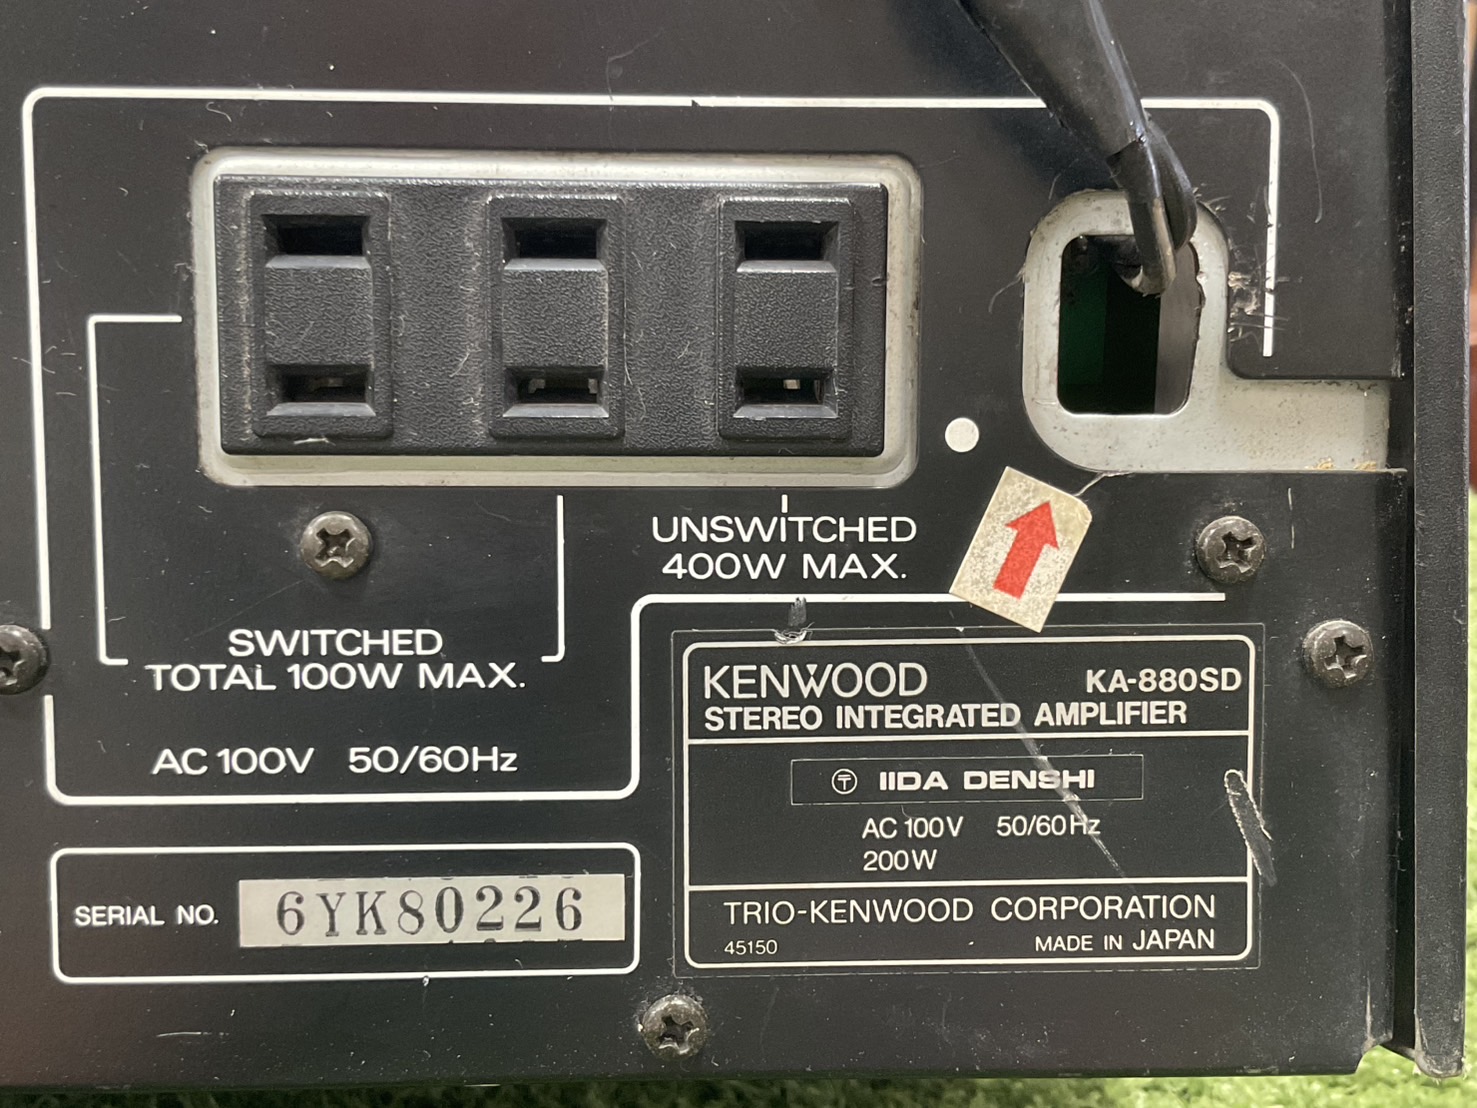 UNSWITCHED
400W MAX.
SWITCHED
TOTAL 100W MAX.
AC 100V 50/60Hz
SERIAL NO. 6YK80226
KENWOOD KA-880SD
STEREO INTEGRATED AMPLIFIER
〒 IIDA DENSHI
AC 100V 50/60Hz
200W
TRIO-KENWOOD CORPORATION
45150 MADE IN JAPAN